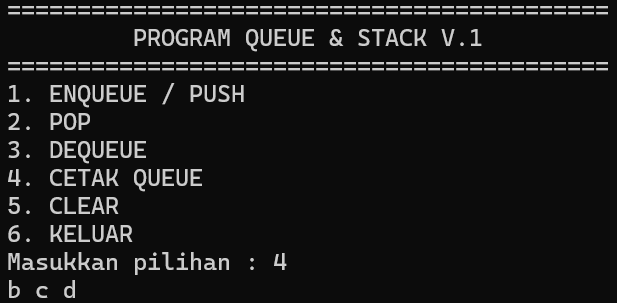 ===========================================
PROGRAM QUEUE & STACK V.1
===========================================
1. ENQUEUE / PUSH
2. POP
3. DEQUEUE
4. CETAK QUEUE
5. CLEAR
6. KELUAR
Masukkan pilihan : 4
b c d